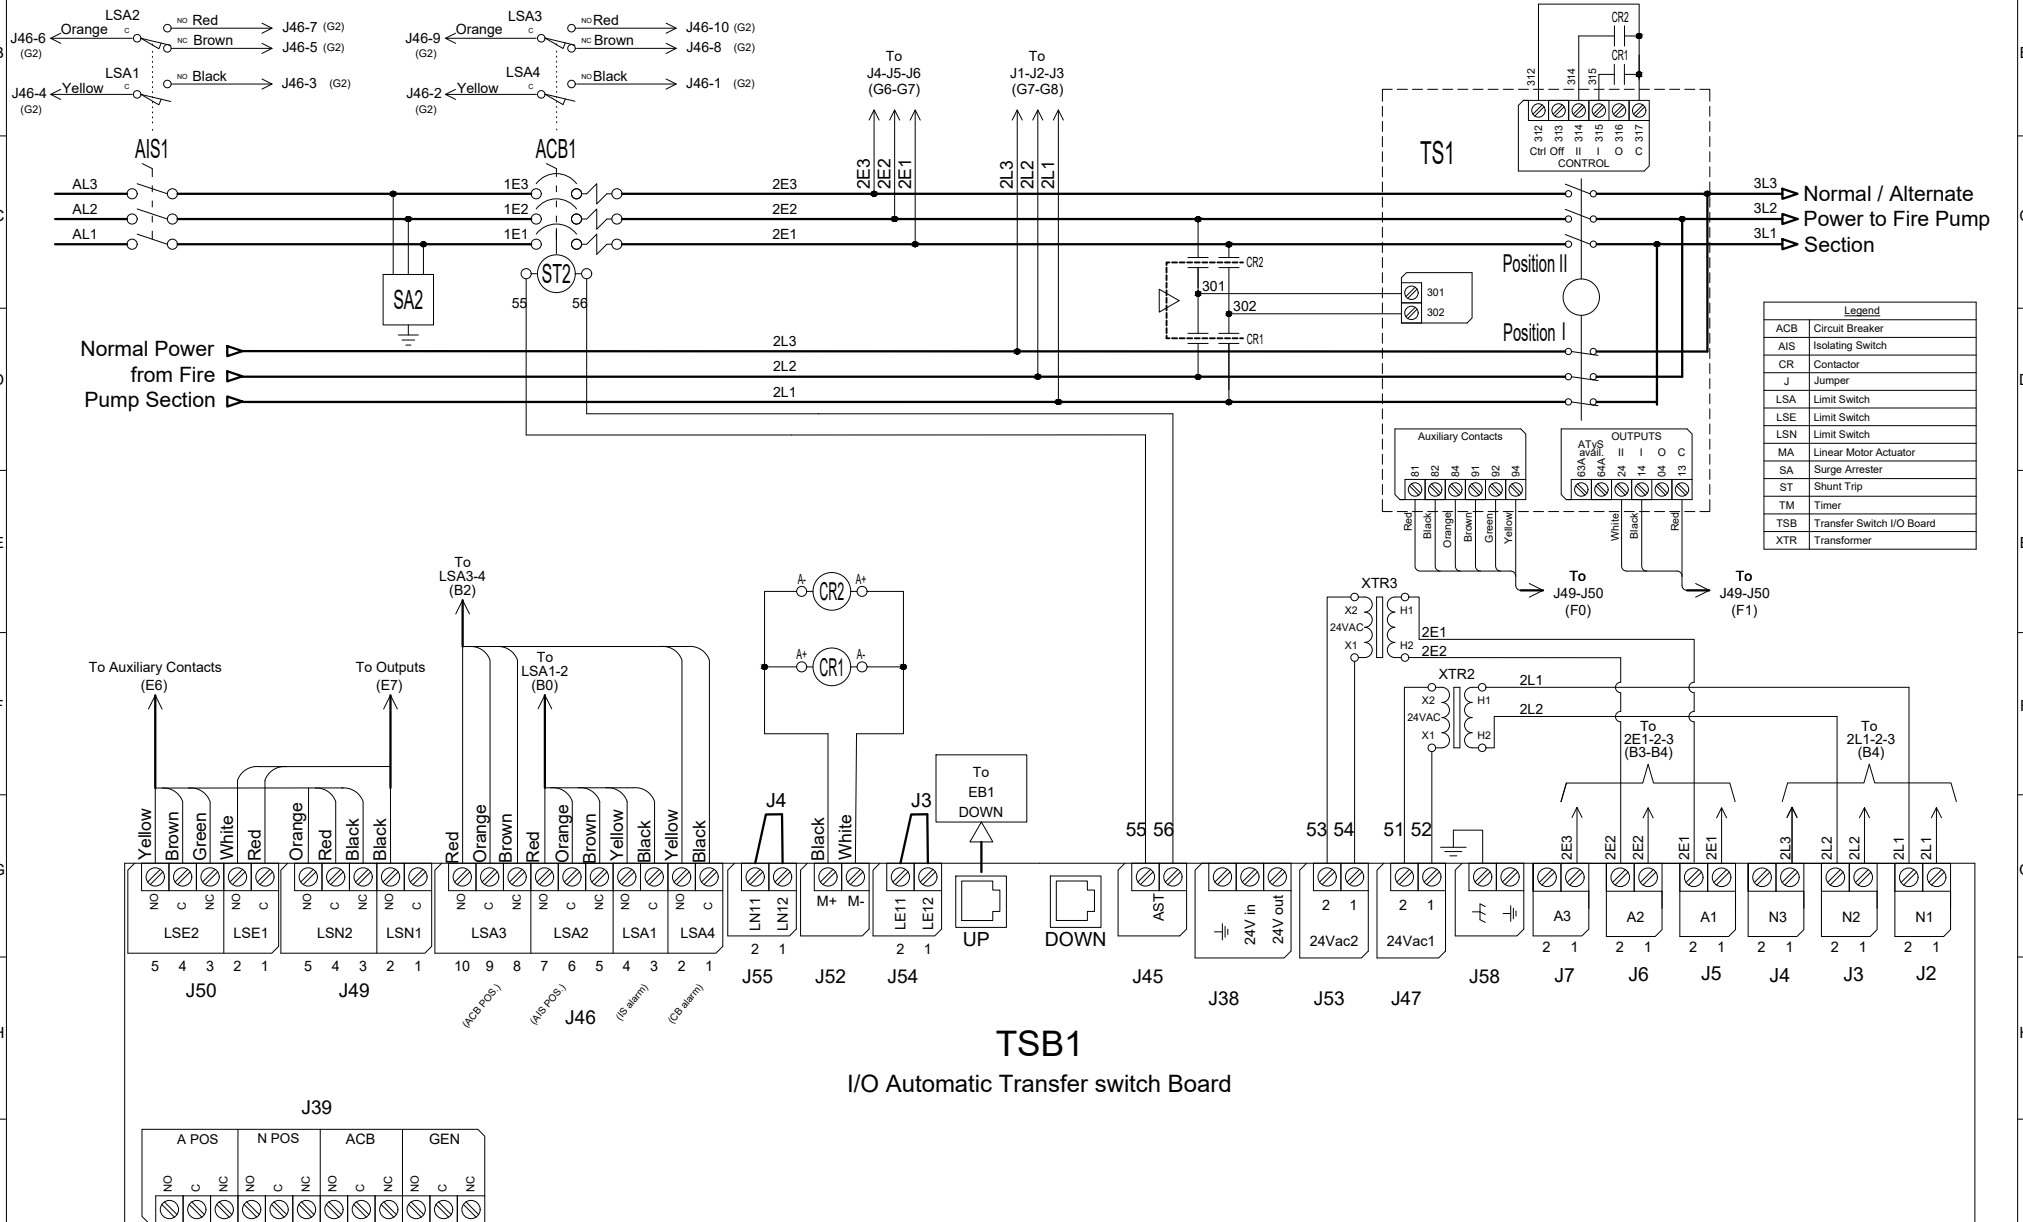 LSA2
NO Red
J46-7 (G2)
J46-6
Orange
C
(G2)
NC Brown
J46-5 (G2)
LSA1
NO Black
J46-3 (G2)
J46-4
Yellow
C
(G2)
LSA3
NO Red
J46-10 (G2)
J46-9
Orange
C
(G2)
NC Brown
J46-8 (G2)
LSA4
NO Black
J46-1 (G2)
J46-2
Yellow
C
(G2)
To
J4-J5-J6
(G6-G7)
To
J1-J2-J3
(G7-G8)
2E3
2E2
2E1
2L3
2L2
2L1
CR2
CR1
312
314
315
312
313
314
315
316
317
Ctrl Off II I O C
CONTROL
TS1
AIS1
ACB1
AL3
1E3
2E3
3L3
AL2
1E2
2E2
3L2
AL1
1E1
2E1
3L1
Normal / Alternate
Power to Fire Pump
Section
ST2
55
56
SA2
CR2
301
302
CR1
301
302
Position II
Position I
Normal Power
from Fire
Pump Section
2L3
2L2
2L1
Legend
ACB Circuit Breaker
AIS Isolating Switch
CR Contactor
J Jumper
LSA Limit Switch
LSE Limit Switch
LSN Limit Switch
MA Linear Motor Actuator
SA Surge Arrester
ST Shunt Trip
TM Timer
TSB Transfer Switch I/O Board
XTR Transformer
Auxiliary Contacts
81
82
84
91
92
94
Red
Black
Orange
Brown
Green
Yellow
To
J49-J50
(F0)
OUTPUTS
ATyS
avail.
II I O C
63A
64A
24
14
04
13
White
Black
Red
To
J49-J50
(F1)
To
LSA3-4
(B2)
To
LSA1-2
(B0)
To Auxiliary Contacts
(E6)
To Outputs
(E7)
A- CR2 A+
A+ CR1 A-
XTR3
X2 H1
24VAC
X1 H2
2E1
2E2
XTR2
X2 H1
24VAC
X1 H2
2L1
2L2
To
2E1-2-3
(B3-B4)
To
2L1-2-3
(B4)
To
EB1
DOWN
J4
J3
Yellow
Brown
Green
White
Red
Orange
Red
Black
Black
Red
Orange
Brown
Red
Orange
Brown
Yellow
Black
Yellow
Black
Black
White
55 56
53 54
51 52
2E3
2E2
2E2
2E1
2E1
2L3
2L2
2L2
2L1
2L1
NO C NC NO C
LSE2 LSE1
5 4 3 2 1
J50
NO C NC NO C
LSN2 LSN1
5 4 3 2 1
J49
NO C NC NO C NC NO C NO C
LSA3 LSA2 LSA1 LSA4
10 9 8 7 6 5 4 3 2 1
(ACB POS.)
(AIS POS.)
(IS alarm)
(CB alarm)
J46
LN11
LN12
2 1
J55
M+ M-
J52
LE11
LE12
2 1
J54
UP
DOWN
AST
J45
24V in
24V out
J38
2 1
24Vac2
J53
2 1
24Vac1
J47
J58
A3
2 1
J7
A2
2 1
J6
A1
2 1
J5
N3
2 1
J4
N2
2 1
J3
N1
2 1
J2
TSB1
I/O Automatic Transfer switch Board
J39
A POS N POS ACB GEN
NO C NC NO C NC NO C NC NO C NC